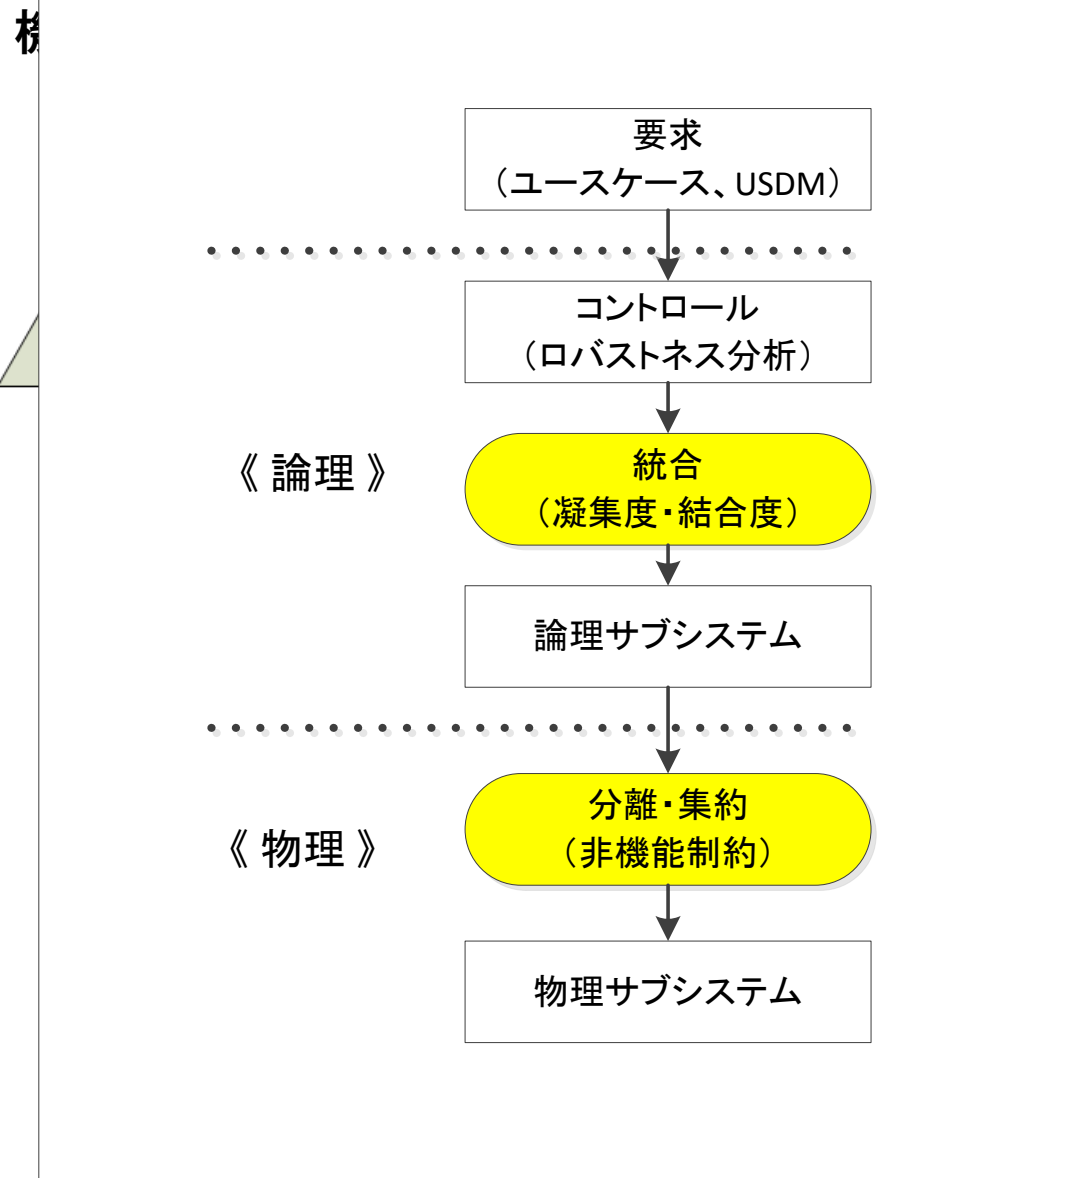 要求
（ユースケース、USDM）
コントロール
（ロバストネス分析）
《 論理 》
統合
（凝集度・結合度）
論理サブシステム
分離・集約
（非機能制約）
《 物理 》
物理サブシステム